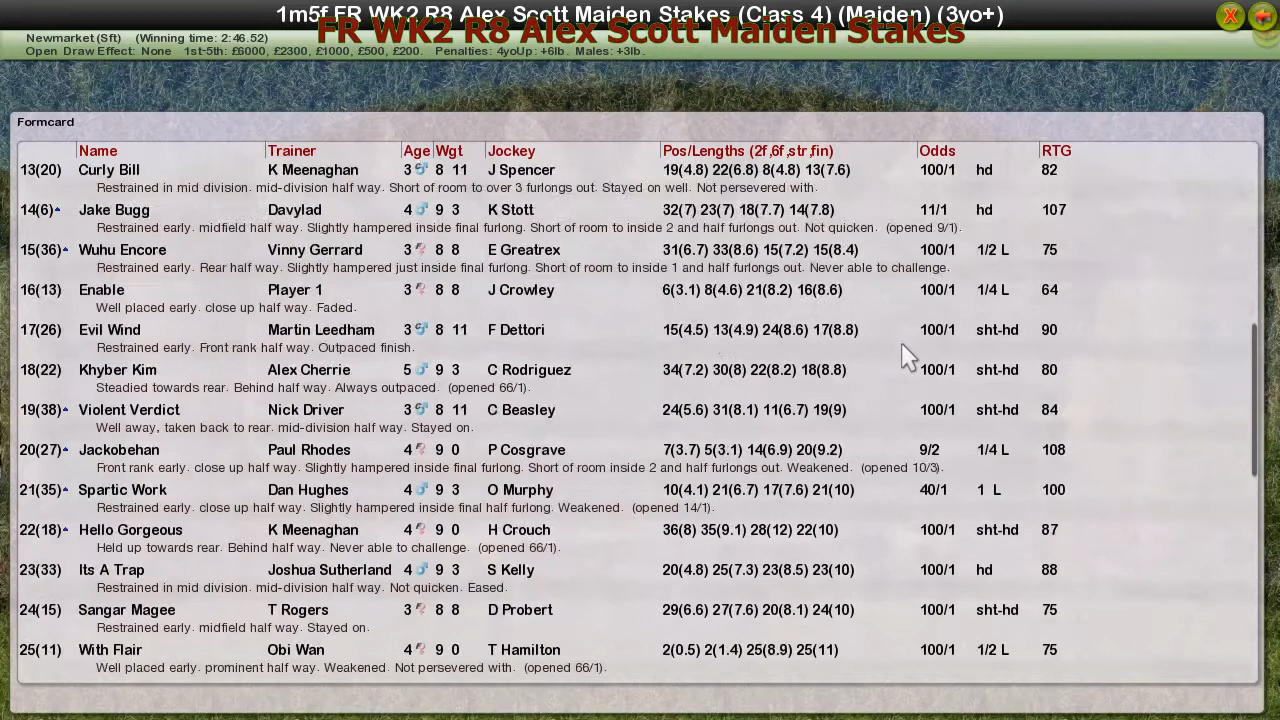 1m5f FR WK2 R8 Alex Scott Maiden Stakes (Class 4) (Maiden) (3yo+)
FR WK2 R8 Alex Scott Maiden Stakes
Newmarket(Sft) (Winning time: 2:46.52)
Open Draw Effect: None 1st-5th: £6000, £2300, £1000, £500, £200. Penalties: 4yoUp: +6lb. Males: +3lb.
Formcard
Name Trainer Age Wgt Jockey Pos/Lengths (2f,6f,str,fin) Odds RTG
13(20) Curly Bill K Meenaghan 3 8 11 J Spencer 19(4.8) 22(6.8) 8(4.8) 13(7.6) 100/1 hd 82
Restrained in mid division. mid-division half way. Short of room to over 3 furlongs out. Stayed on well. Not persevered with.
14(6) Jake Bugg Davylad 4 9 3 K Stott 32(7) 23(7) 18(7.7) 14(7.8) 11/1 hd 107
Restrained early. midfield half way. Slightly hampered inside final furlong. Short of room to inside 2 and half furlongs out. Not quicken. (opened 9/1).
15(36) Wuhu Encore Vinny Gerrard 3 8 8 E Greatrex 31(6.7) 33(8.6) 15(7.2) 15(8.4) 100/1 1/2 L 75
Restrained early. Rear half way. Slightly hampered just inside final furlong. Short of room to inside 1 and half furlongs out. Never able to challenge.
16(13) Enable Player 1 3 8 8 J Crowley 6(3.1) 8(4.6) 21(8.2) 16(8.6) 100/1 1/4 L 64
Well placed early. close up half way. Faded.
17(26) Evil Wind Martin Leedham 3 8 11 F Dettori 15(4.5) 13(4.9) 24(8.6) 17(8.8) 100/1 sht-hd 90
Restrained early. Front rank half way. Outpaced finish.
18(22) Khyber Kim Alex Cherrie 5 9 3 C Rodriguez 34(7.2) 30(8) 22(8.2) 18(8.8) 100/1 sht-hd 80
Steadied towards rear. Behind half way. Always outpaced. (opened 66/1).
19(38) Violent Verdict Nick Driver 3 8 11 C Beasley 24(5.6) 31(8.1) 11(6.7) 19(9) 100/1 sht-hd 84
Well away, taken back to rear. mid-division half way. Stayed on.
20(27) Jackobehan Paul Rhodes 4 9 0 P Cosgrave 7(3.7) 5(3.1) 14(6.9) 20(9.2) 9/2 1/4 L 108
Front rank early. close up half way. Slightly hampered inside final furlong. Short of room inside 2 and half furlongs out. Weakened. (opened 10/3).
21(35) Spartic Work Dan Hughes 4 9 3 O Murphy 10(4.1) 21(6.7) 17(7.6) 21(10) 40/1 1 L 100
Restrained early. close up half way. Slightly hampered inside final half furlong. Weakened. (opened 14/1).
22(18) Hello Gorgeous K Meenaghan 4 9 0 H Crouch 36(8) 35(9.1) 28(12) 22(10) 100/1 sht-hd 87
Held up towards rear. Behind half way. Never able to challenge. (opened 66/1).
23(33) Its A Trap Joshua Sutherland 4 9 3 S Kelly 20(4.8) 25(7.3) 23(8.5) 23(10) 100/1 hd 88
Restrained in mid division. mid-division half way. Not quicken. Eased.
24(15) Sangar Magee T Rogers 3 8 8 D Probert 29(6.6) 27(7.6) 20(8.1) 24(10) 100/1 sht-hd 75
Restrained early. midfield half way. Stayed on.
25(11) With Flair Obi Wan 4 9 0 T Hamilton 2(0.5) 2(1.4) 25(8.9) 25(11) 100/1 1/2 L 75
Well placed early. prominent half way. Weakened. Not persevered with. (opened 66/1).